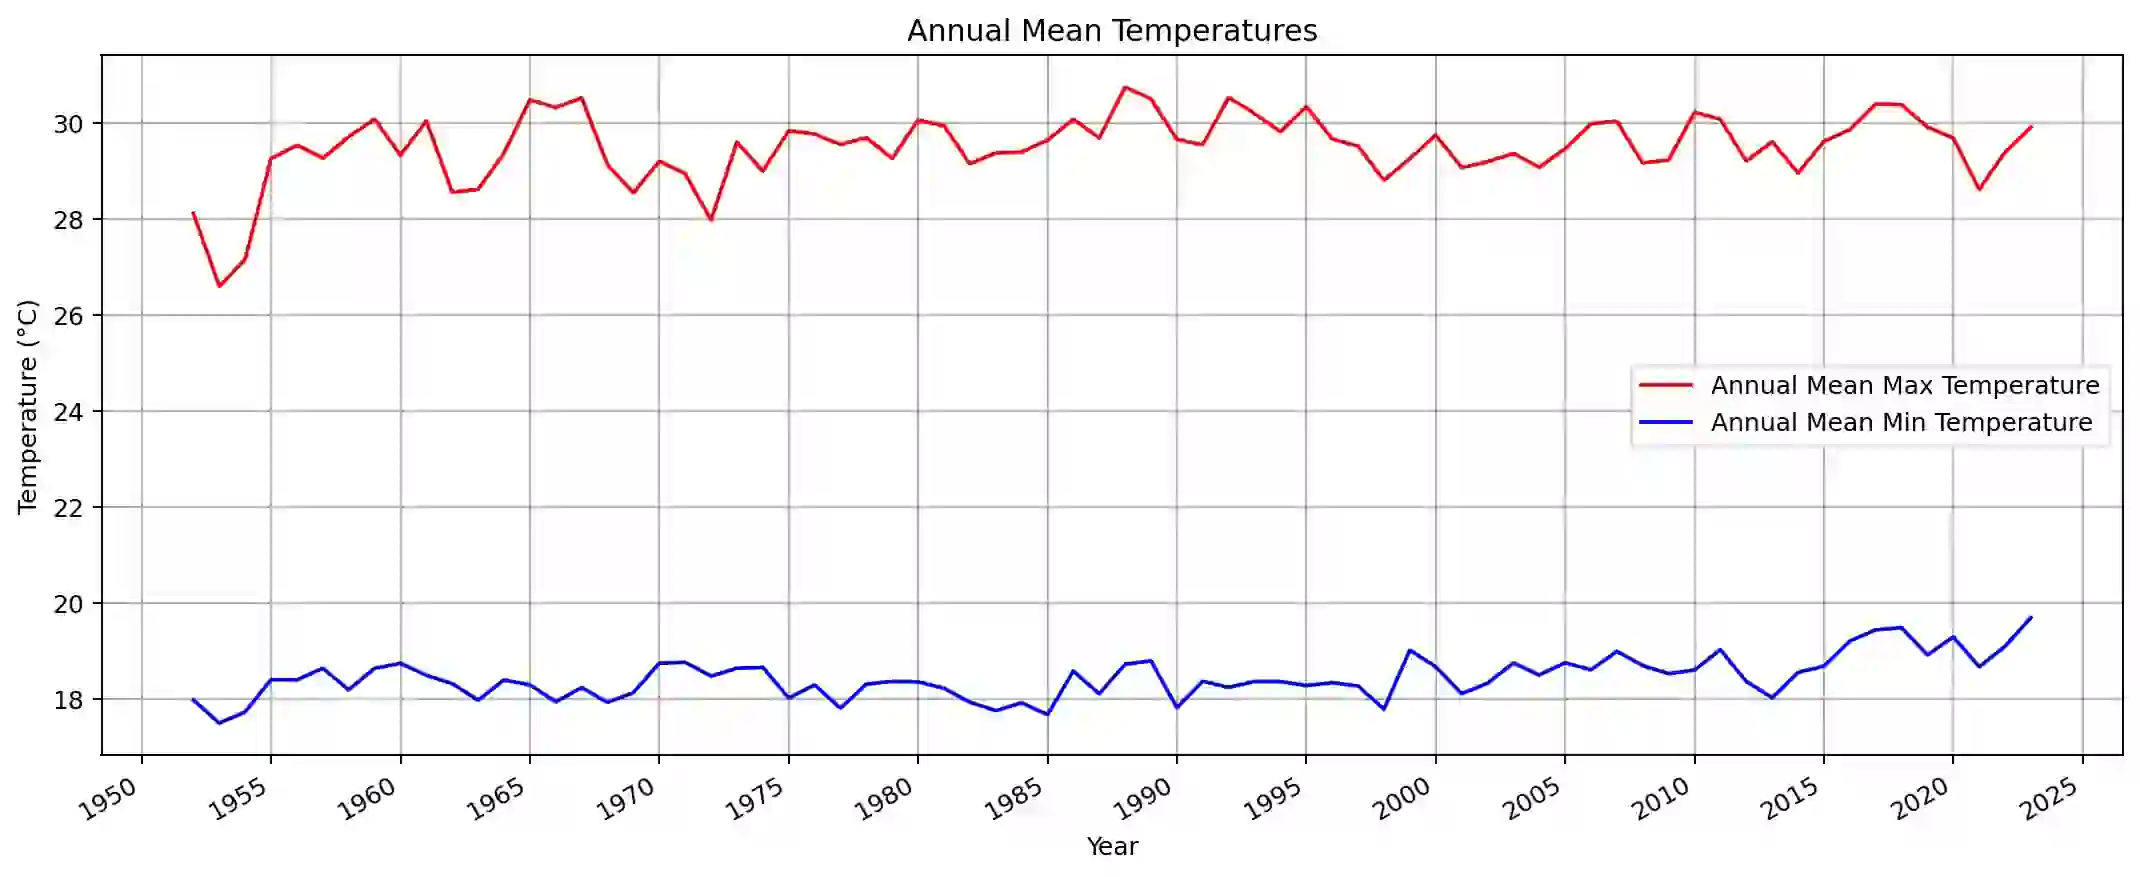 Annual Mean Temperatures
Temperature (°C)
30
28
26
24
22
20
18
Annual Mean Max Temperature
Annual Mean Min Temperature
1950 1955 1960 1965 1970 1975 1980 1985 1990 1995 2000 2005 2010 2015 2020 2025
Year